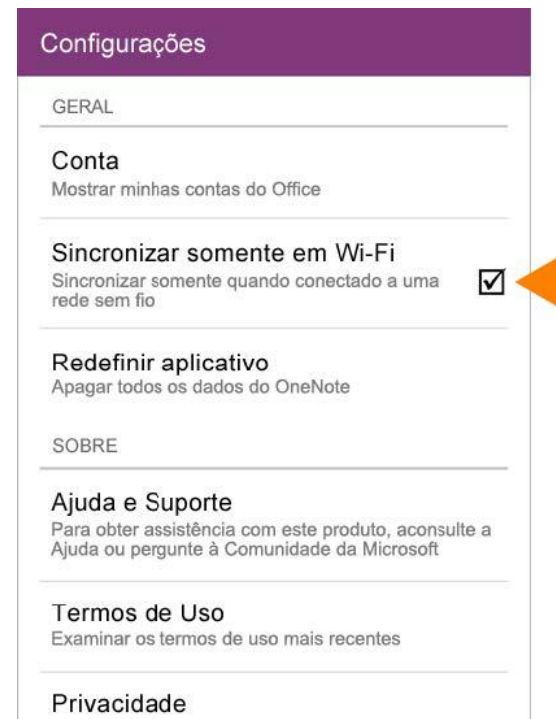 Configurações
GERAL
Conta
Mostrar minhas contas do Office
Sincronizar somente em Wi-Fi
Sincronizar somente quando conectado a uma
rede sem fio
Redefinir aplicativo
Apagar todos os dados do OneNote
SOBRE
Ajuda e Suporte
Para obter assistência com este produto, aconsulte a
Ajuda ou pergunte à Comunidade da Microsoft
Termos de Uso
Examinar os termos de uso mais recentes
Privacidade